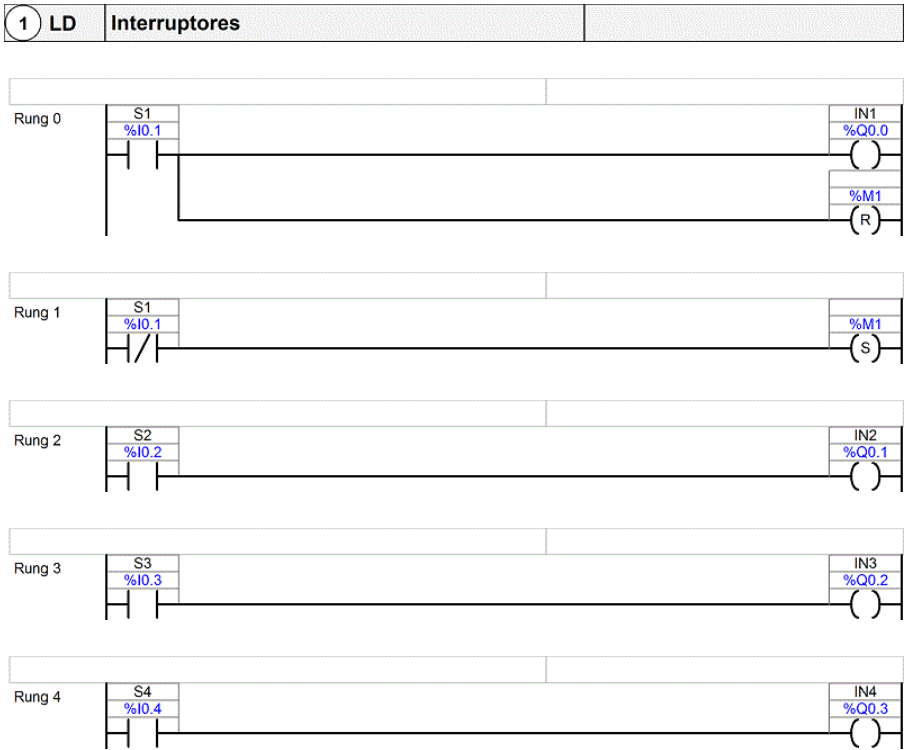 1 LD Interruptores
Rung 0
S1
%I0.1
IN1
%Q0.0
%M1
R
Rung 1
S1
%I0.1
%M1
S
Rung 2
S2
%I0.2
IN2
%Q0.1
Rung 3
S3
%I0.3
IN3
%Q0.2
Rung 4
S4
%I0.4
IN4
%Q0.3